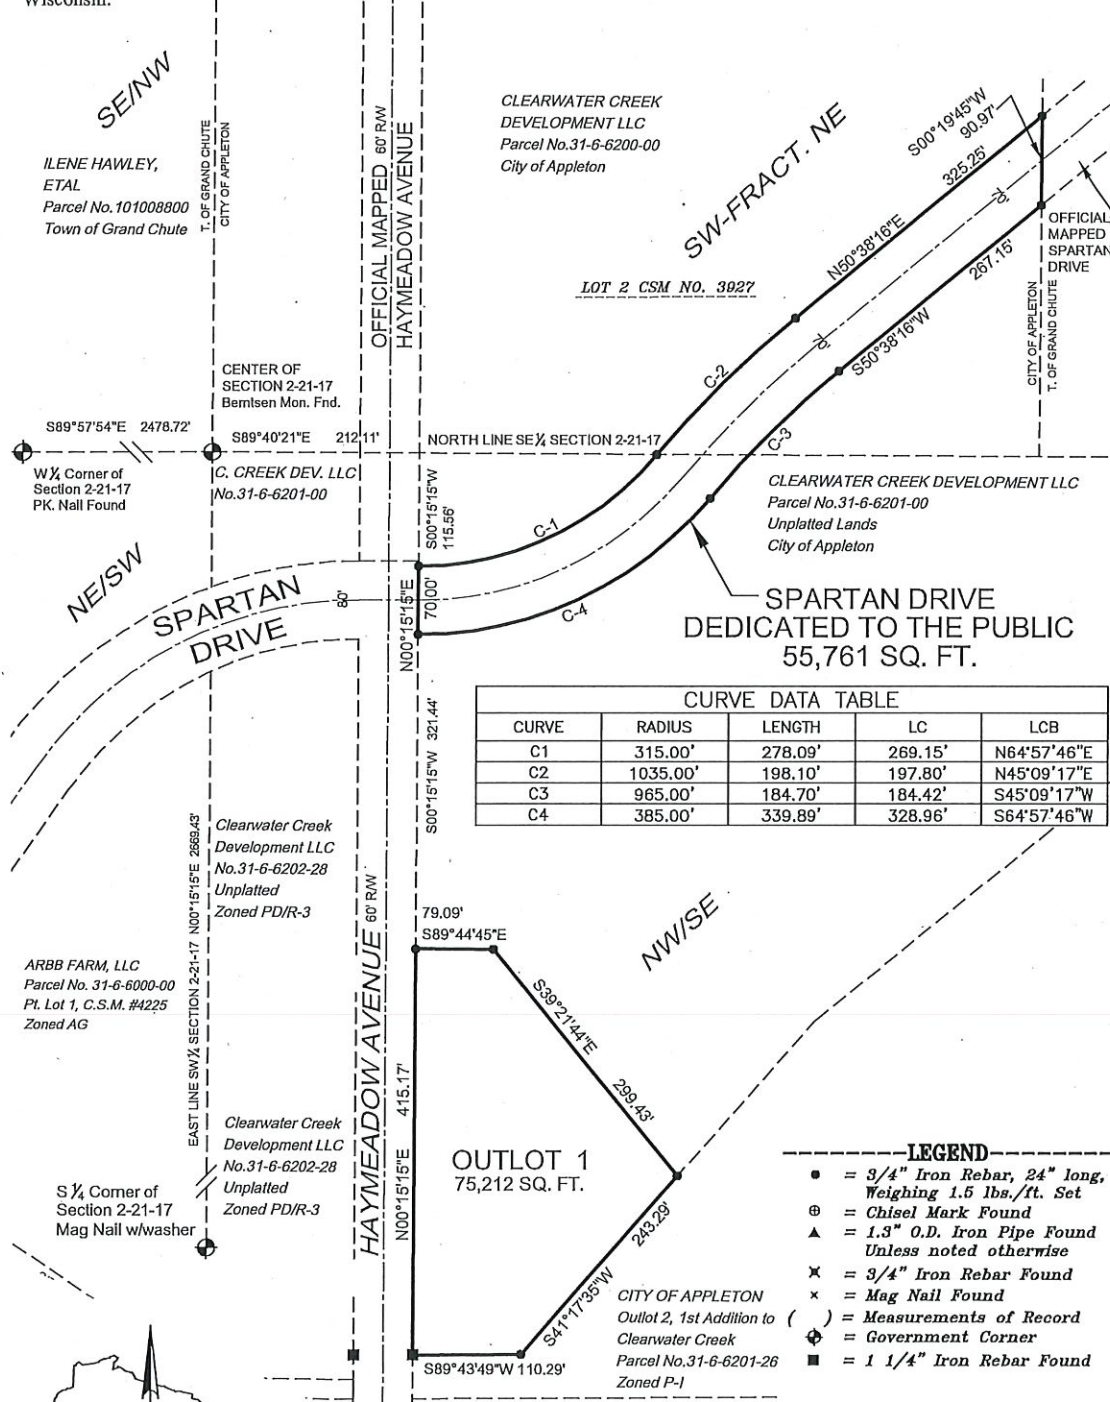 Wisconsin.
SE/NW
T. OF GRAND CHUTE
CITY OF APPLETON
ILENE HAWLEY,
ETAL
Parcel No.101008800
Town of Grand Chute
OFFICIAL MAPPED 60' R/W
HAYMEADOW AVENUE
CLEARWATER CREEK
DEVELOPMENT LLC
Parcel No.31-6-6200-00
City of Appleton
SW-FRACT. NE
LOT 2 CSM NO. 3927
S00°19'45"W
90.97'
325.25'
N50°38'16"E
70'
70'
267.15'
S50°38'16"W
OFFICIAL
MAPPED
SPARTAN
DRIVE
CITY OF APPLETON
T. OF GRAND CHUTE
C-2
C-3
CENTER OF
SECTION 2-21-17
Berntsen Mon. Fnd.
S89°57'54"E 2478.72'
S89°40'21"E 212.11'
NORTH LINE SE¼ SECTION 2-21-17
W ¼ Corner of
Section 2-21-17
PK. Nail Found
C. CREEK DEV. LLC
No.31-6-6201-00
S00°15'15"W
115.56'
C-1
CLEARWATER CREEK DEVELOPMENT LLC
Parcel No.31-6-6201-00
Unplatted Lands
City of Appleton
NE/SW
SPARTAN
DRIVE
80'
N00°15'15"E
70.00'
C-4
SPARTAN DRIVE
DEDICATED TO THE PUBLIC
55,761 SQ. FT.
S00°15'15"W 321.44'
CURVE DATA TABLE
CURVE RADIUS LENGTH LC LCB
C1 315.00' 278.09' 269.15' N64°57'46"E
C2 1035.00' 198.10' 197.80' N45°09'17"E
C3 965.00' 184.70' 184.42' S45°09'17"W
C4 385.00' 339.89' 328.96' S64°57'46"W
Clearwater Creek
Development LLC
No.31-6-6202-28
Unplatted
Zoned PD/R-3
EAST LINE SW¼ SECTION 2-21-17 N00°15'15"E 2669.43'
ARBB FARM, LLC
Parcel No. 31-6-6000-00
Pt. Lot 1, C.S.M. #4225
Zoned AG
HAYMEADOW AVENUE 60' R/W
79.09'
S89°44'45"E
NW/SE
S39°21'44"E
299.43'
N00°15'15"E 415.17'
OUTLOT 1
75,212 SQ. FT.
Clearwater Creek
Development LLC
No.31-6-6202-28
Unplatted
Zoned PD/R-3
S ¼ Corner of
Section 2-21-17
Mag Nail w/washer
243.29'
S41°17'35"W
S89°43'49"W 110.29'
CITY OF APPLETON
Outlot 2, 1st Addition to
Clearwater Creek
Parcel No.31-6-6201-26
Zoned P-I
LEGEND
= 3/4" Iron Rebar, 24" long,
Weighing 1.5 lbs./ft. Set
= Chisel Mark Found
= 1.3" O.D. Iron Pipe Found
Unless noted otherwise
= 3/4" Iron Rebar Found
= Mag Nail Found
( ) = Measurements of Record
= Government Corner
= 1 1/4" Iron Rebar Found